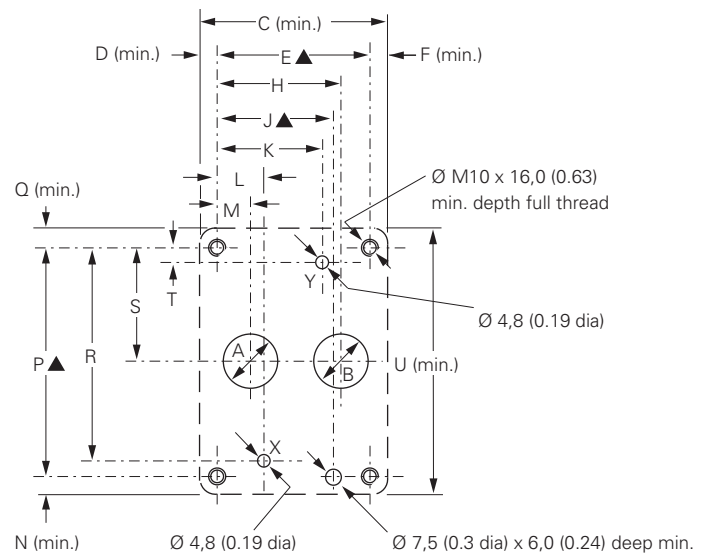 C (min.)
D (min.)
E▲
F (min.)
H
J▲
K
L
M
Q (min.)
Ø M10 x 16,0 (0.63)
min. depth full thread
T
Y
S
Ø 4,8 (0.19 dia)
P▲
R
A
B
U (min.)
X
N (min.)
Ø 4,8 (0.19 dia)
Ø 7,5 (0.3 dia) x 6,0 (0.24) deep min.